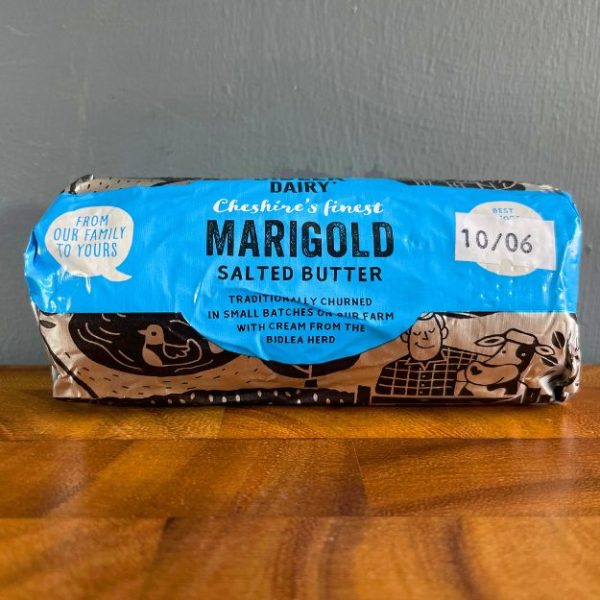 DAIRY
Cheshire's finest
MARIGOLD
SALTED BUTTER
TRADITIONALLY CHURNED
IN SMALL BATCHES ON OUR FARM
WITH CREAM FROM THE
BIDLEA HERD
FROM
OUR FAMILY
TO YOURS
BEST
10/06